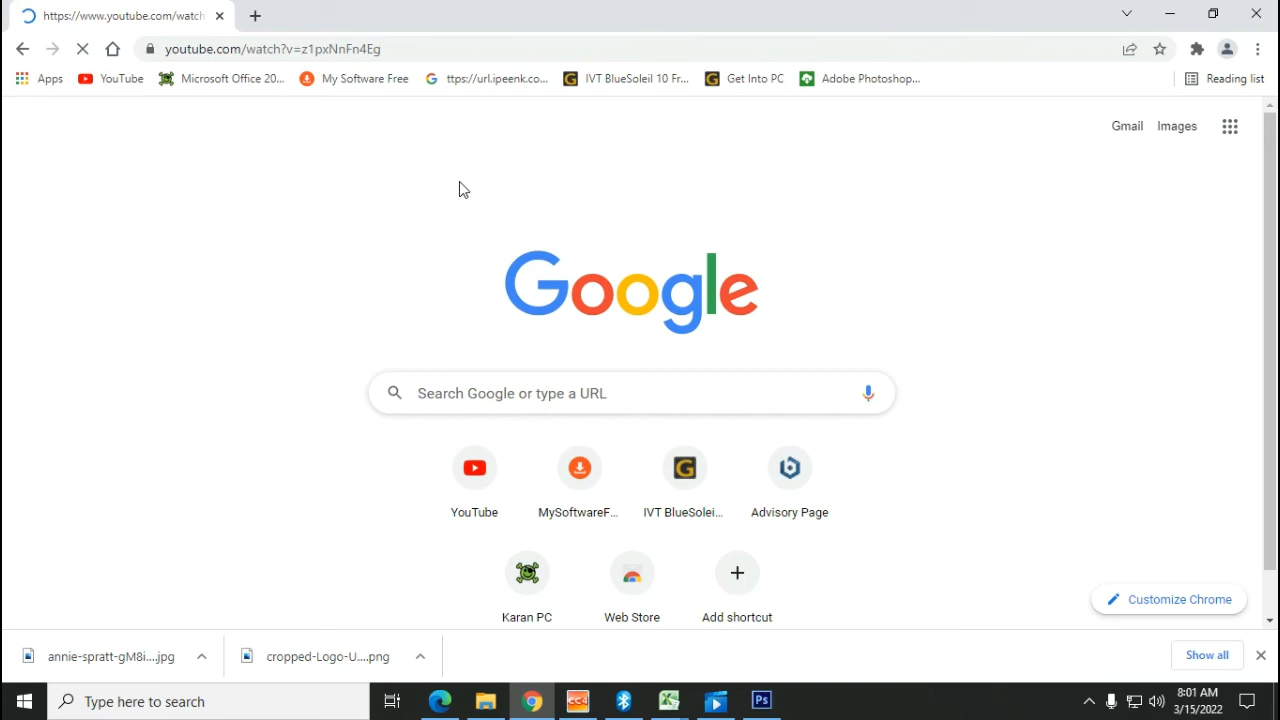 https://www.youtube.com/watch
youtube.com/watch?v=z1pxNnFn4Eg
Apps YouTube Microsoft Office 20... My Software Free ttps://url.ipeenk.co... IVT BlueSoleil 10 Fr... Get Into PC Adobe Photoshop... Reading list
Gmail Images
Google
Search Google or type a URL
YouTube MySoftwareF... IVT BlueSolei... Advisory Page
Karan PC Web Store Add shortcut
Customize Chrome
annie-spratt-gM8i....jpg cropped-Logo-U....png Show all
Type here to search
CC4
Ps
8:01 AM
3/15/2022